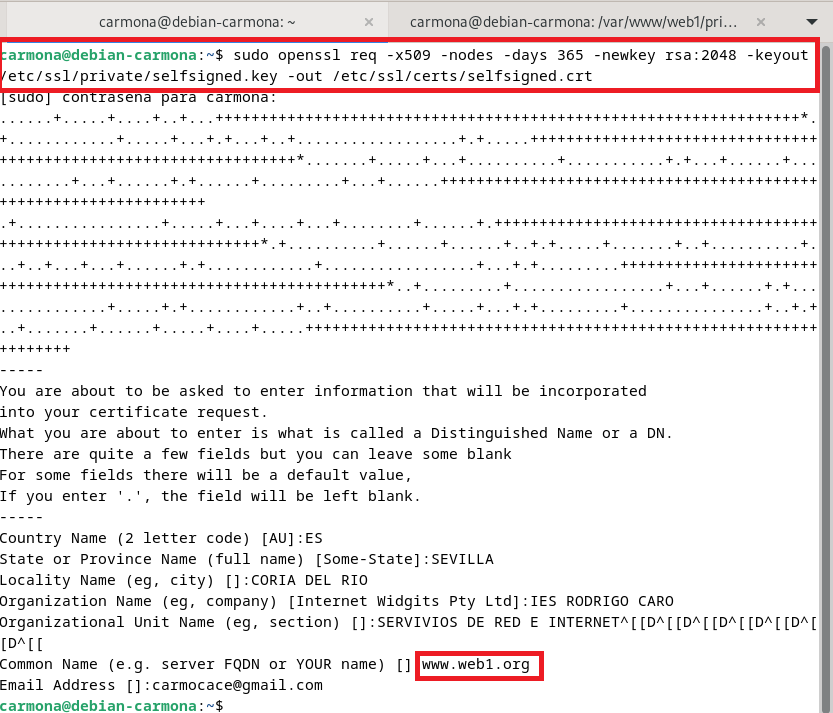 carmona@debian-carmona: ~
carmona@debian-carmona: /var/www/web1/pri...
carmona@debian-carmona:~$ sudo openssl req -x509 -nodes -days 365 -newkey rsa:2048 -keyout
/etc/ssl/private/selfsigned.key -out /etc/ssl/certs/selfsigned.crt
[sudo] contraseña para carmona:
......+.....+....+..+...+++++++++++++++++++++++++++++++++++++++++++++++++++++++++++++++++*.
+............+.....+...+.+...+..+..................+.+.....++++++++++++++++++++++++++++++++
+++++++++++++++++++++++++++++++++*.......+.....+...+..........+...........+.+...+......+...
........+...+......+.+......+.........+...+......++++++++++++++++++++++++++++++++++++++++++
+++++++++++++++++++++++
.+................+.....+...+....+...+........+......+.++++++++++++++++++++++++++++++++++++
+++++++++++++++++++++++++++++*.+..........+......+......+..+.+.....+.......+..+..........+.
..+..+...+...+......+.+............+.................+...+.+.........++++++++++++++++++++++
+++++++++++++++++++++++++++++++++++++++++++*..+.........+.................+...+......+.+...
............+.....+.+............+..+..........+.....+...+.+.........+...............+..+.+
..+.......+......+.....+....+.....+++++++++++++++++++++++++++++++++++++++++++++++++++++++++
++++++++
-----
You are about to be asked to enter information that will be incorporated
into your certificate request.
What you are about to enter is what is called a Distinguished Name or a DN.
There are quite a few fields but you can leave some blank
For some fields there will be a default value,
If you enter '.', the field will be left blank.
-----
Country Name (2 letter code) [AU]:ES
State or Province Name (full name) [Some-State]:SEVILLA
Locality Name (eg, city) []:CORIA DEL RIO
Organization Name (eg, company) [Internet Widgits Pty Ltd]:IES RODRIGO CARO
Organizational Unit Name (eg, section) []:SERVIVIOS DE RED E INTERNET^[[D^[[D^[[D^[[D^[[D^[
[D^[[
Common Name (e.g. server FQDN or YOUR name) [] www.web1.org
Email Address []:carmocace@gmail.com
carmona@debian-carmona:~$